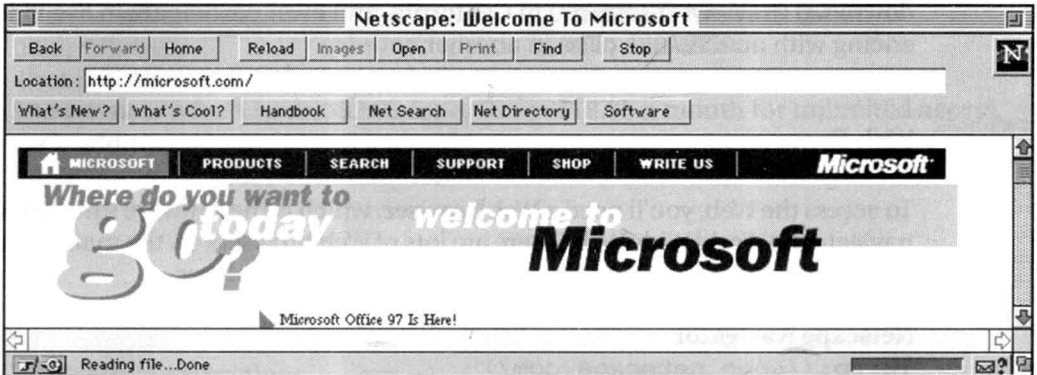 Netscape: Welcome To Microsoft
Back Forward Home Reload Images Open Print Find Stop
N
Location: http://microsoft.com/
What's New? What's Cool? Handbook Net Search Net Directory Software
MICROSOFT PRODUCTS SEARCH SUPPORT SHOP WRITE US Microsoft
Where do you want to
go today?
welcome to
Microsoft
Microsoft Office 97 Is Here!
Reading file...Done
?